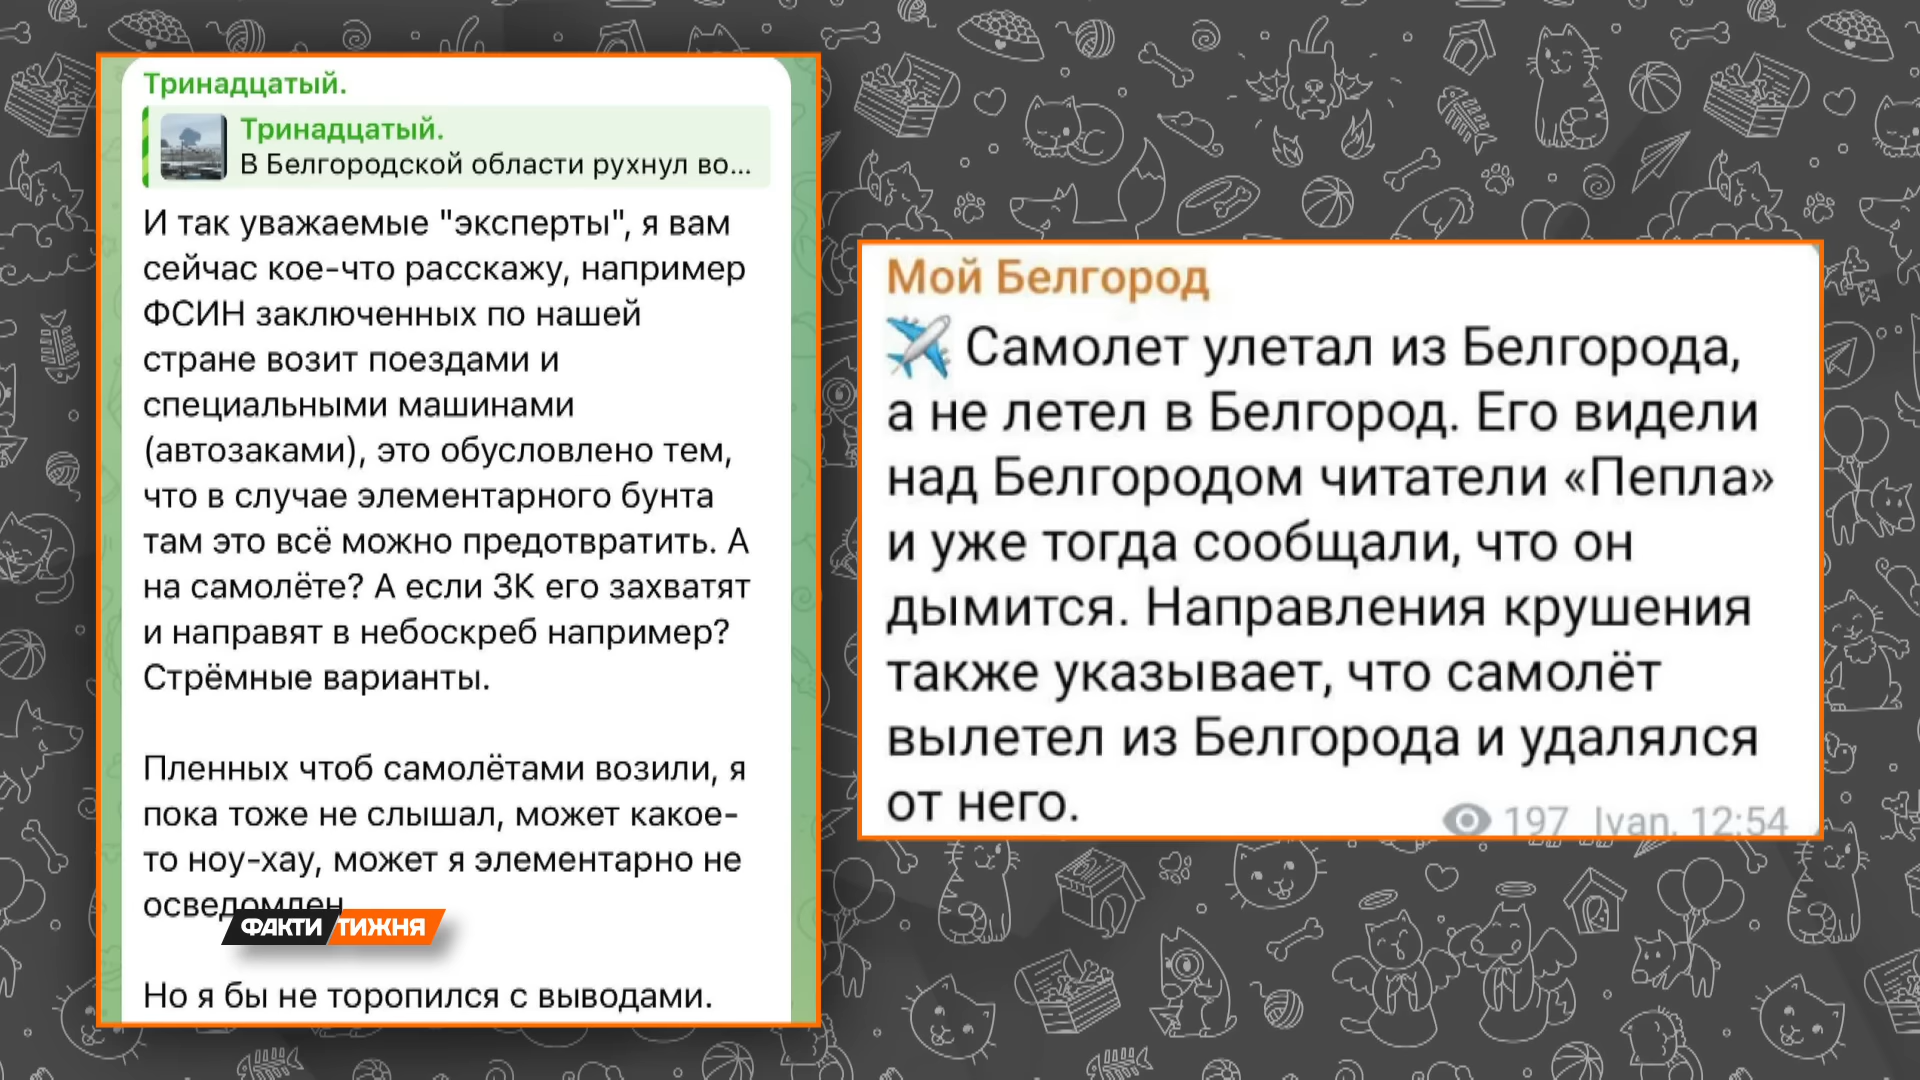 Тринадцатый.
Тринадцатый.
В Белгородской области рухнул во...
И так уважаемые "эксперты", я вам
сейчас кое-что расскажу, например
ФСИН заключенных по нашей
стране возит поездами и
специальными машинами
(автозаками), это обусловлено тем,
что в случае элементарного бунта
там это всё можно предотвратить. А
на самолёте? А если ЗК его захватят
и направят в небоскреб например?
Стрёмные варианты.
Пленных чтоб самолётами возили, я
пока тоже не слышал, может какое-
то ноу-хау, может я элементарно не
осведомлен
ФАКТИ ТИЖНЯ
Но я бы не торопился с выводами.
Мой Белгород
Самолет улетал из Белгорода,
а не летел в Белгород. Его видели
над Белгородом читатели «Пепла»
и уже тогда сообщали, что он
дымится. Направления крушения
также указывает, что самолёт
вылетел из Белгорода и удалялся
от него.
197 Ivan, 12:54